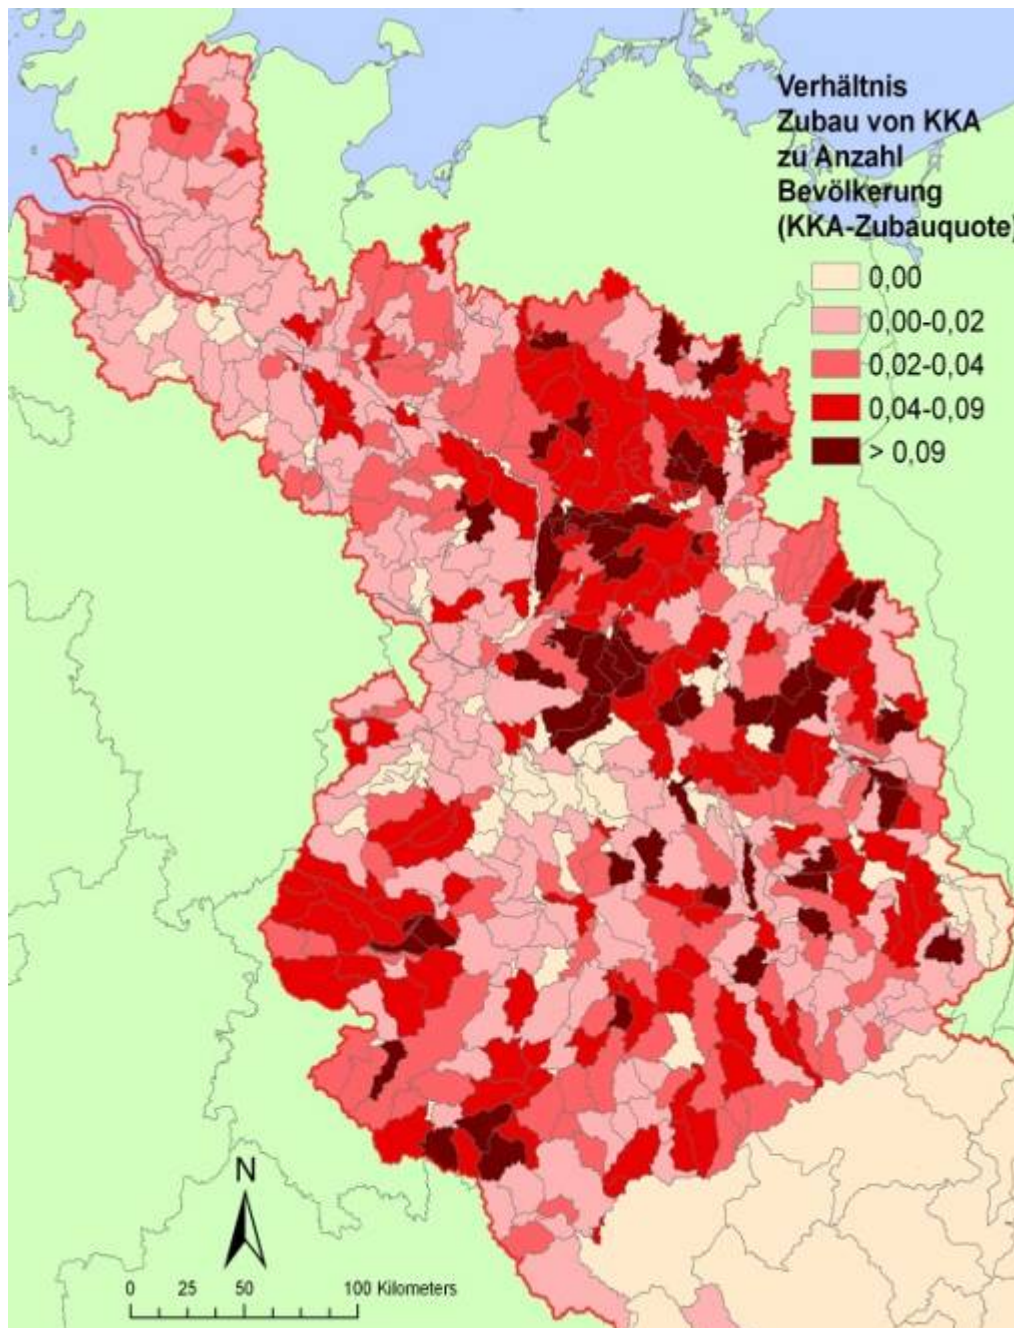 Verhältnis
Zubau von KKA
zu Anzahl
Bevölkerung
(KKA-Zubauquote)
0,00
0,00-0,02
0,02-0,04
0,04-0,09
> 0,09
N
0 25 50 100 Kilometers